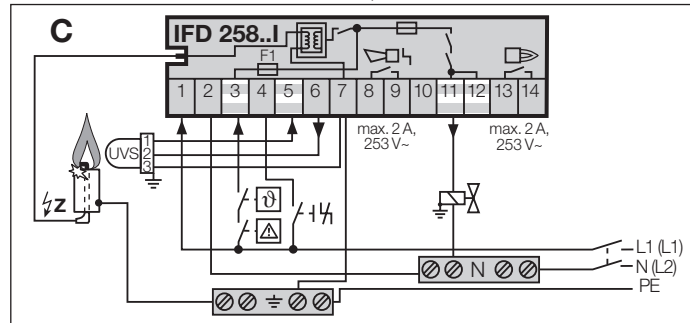 C
IFD 258..I
F1
1 2 3 4 5 6 7 8 9 10 11 12 13 14
max. 2 A,
253 V~
max. 2 A,
253 V~
UVS
1
2
3
Z
ϑ
L1 (L1)
N
N (L2)
PE